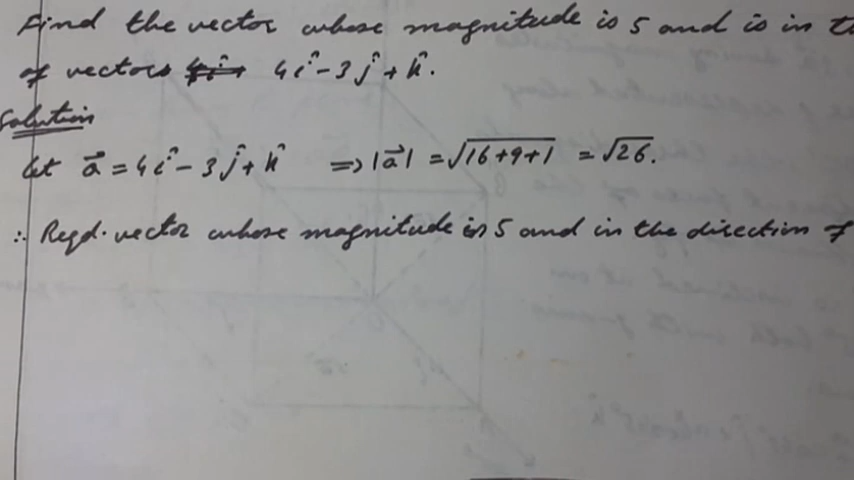 Find the vector whose magnitude is 5 and is in
of vectors 4î - 3ĵ + k̂.
Solution
Let a⃗ = 4î - 3ĵ + k̂ ⇒ |a⃗| = √16+9+1 = √26.
∴ Reqd. vector whose magnitude is 5 and in the direction of